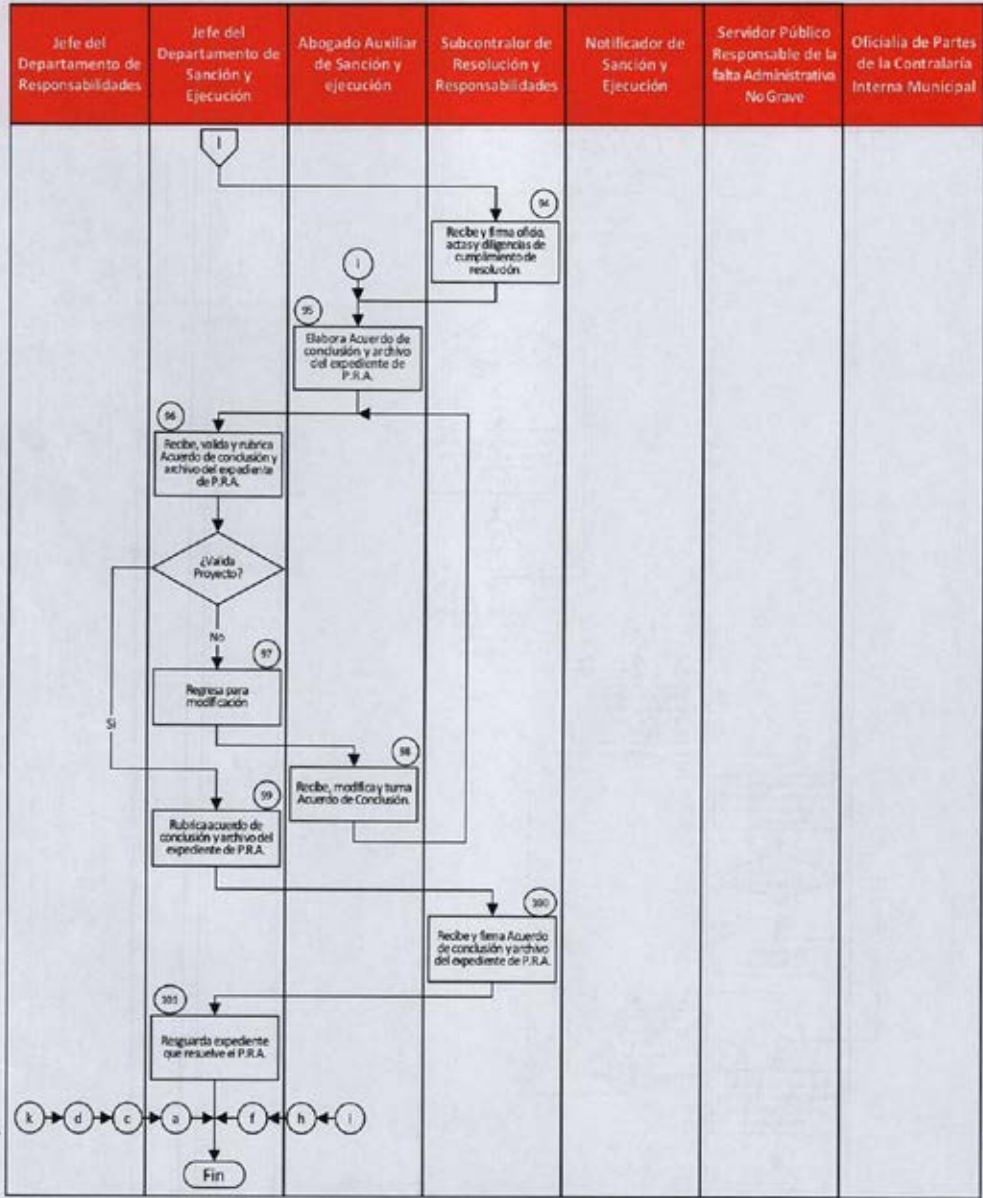 Jefe del
Departamento de
Responsabilidades
Jefe del
Departamento de
Sanción y
Ejecución
Abogado Auxiliar
de Sanción y
ejecución
Subcontralor de
Resolución y
Responsabilidades
Notificador de
Sanción y
Ejecución
Servidor Público
Responsable de la
falta Administrativa
No Grave
Oficialia de Partes
de la Contralaría
Interna Municipal
I
94
Recibe y firma oficio,
actas y diligencias de
cumplimiento de
resolución.
i
95
Elabora Acuerdo de
conclusión y archivo
del expediente de
P.R.A.
96
Recibe, valida y rubrica
Acuerdo de conclusión y
archivo del expediente
de P.R.A.
¿Valida
Proyecto?
No
97
Regresa para
modificación
Si
98
Recibe, modifica y turna
Acuerdo de Conclusión.
99
Rubrica acuerdo de
conclusión y archivo del
expediente de P.R.A.
100
Recibe y firma Acuerdo
de conclusión y archivo
del expediente de P.R.A.
101
Resguarda expediente
que resuelve el P.R.A.
k d c a f h i
Fin